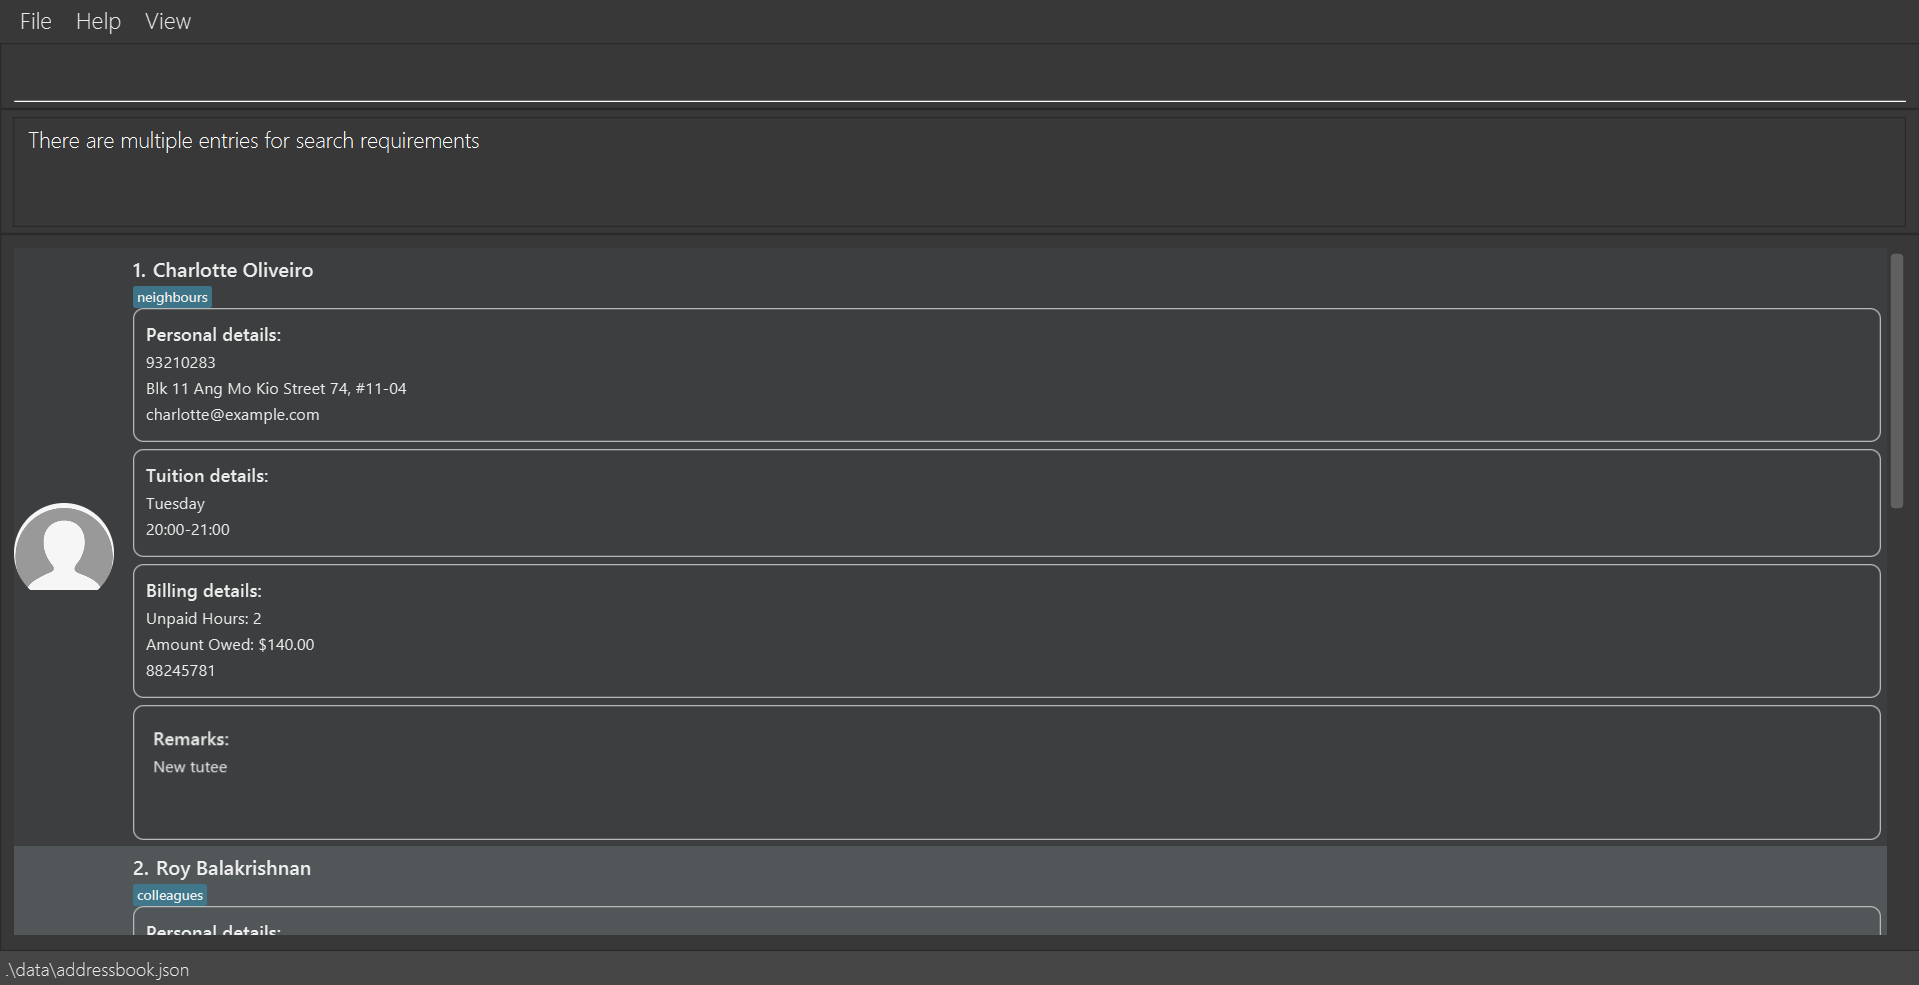 File Help View
There are multiple entries for search requirements
1. Charlotte Oliveiro
neighbours
Personal details:
93210283
Blk 11 Ang Mo Kio Street 74, #11-04
charlotte@example.com
Tuition details:
Tuesday
20:00-21:00
Billing details:
Unpaid Hours: 2
Amount Owed: $140.00
88245781
Remarks:
New tutee
2. Roy Balakrishnan
colleagues
Personal details:
.\data\addressbook.json